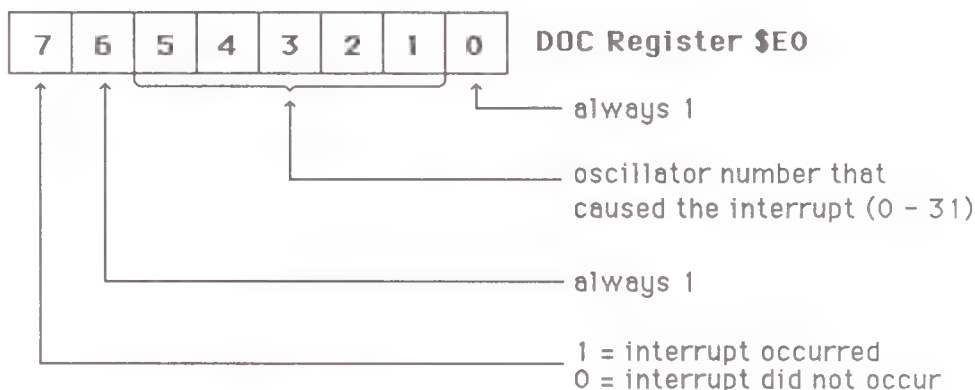 7 6 5 4 3 2 1 0 DOC Register $E0
always 1
oscillator number that
caused the interrupt (0 - 31)
always 1
1 = interrupt occurred
0 = interrupt did not occur